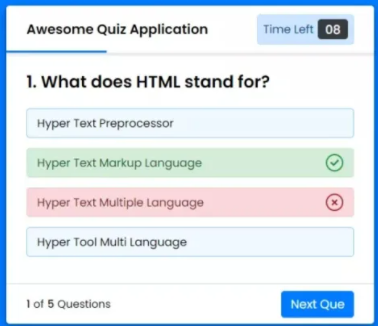 Awesome Quiz Application
Time Left 08
1. What does HTML stand for?
Hyper Text Preprocessor
Hyper Text Markup Language
Hyper Text Multiple Language
Hyper Tool Multi Language
1 of 5 Questions
Next Que